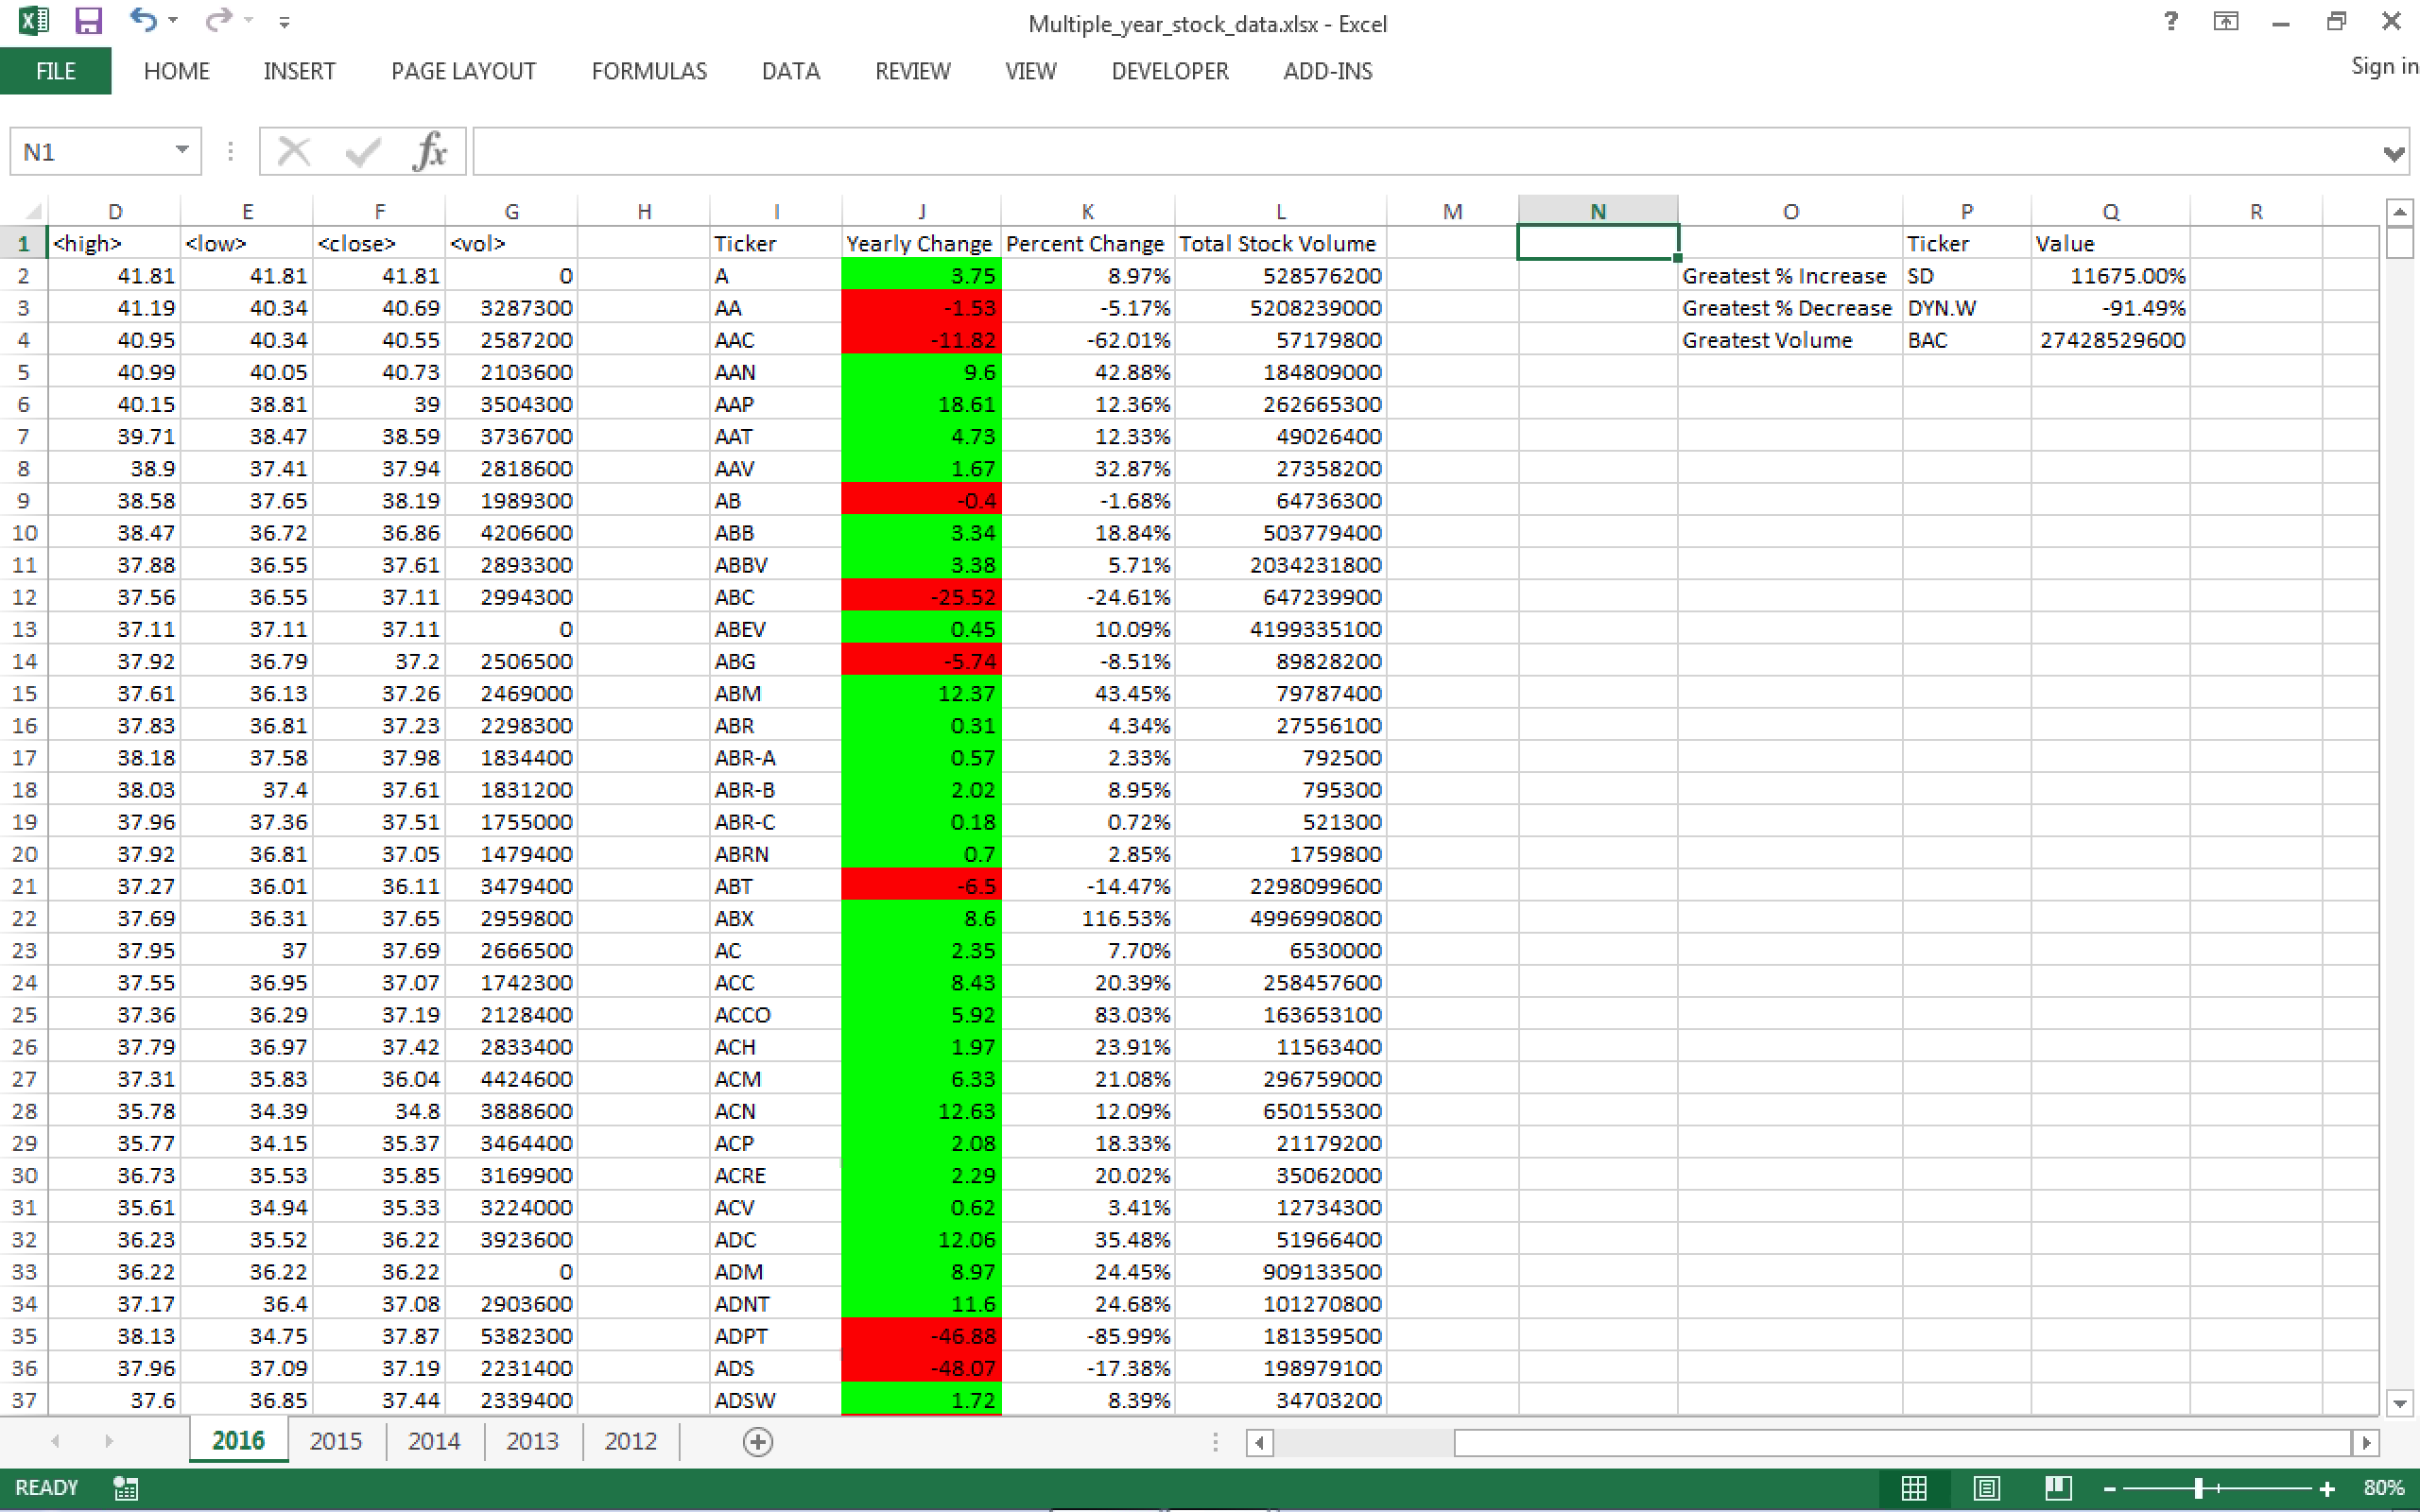 Multiple_year_stock_data.xlsx - Excel
?
FILE HOME INSERT PAGE LAYOUT FORMULAS DATA REVIEW VIEW DEVELOPER ADD-INS Sign in
N1 fx
D E F G H I J K L M N O P Q R
1 <high> <low> <close> <vol> Ticker Yearly Change Percent Change Total Stock Volume Ticker Value
2 41.81 41.81 41.81 0 A 3.75 8.97% 528576200 Greatest % Increase SD 11675.00%
3 41.19 40.34 40.69 3287300 AA -1.53 -5.17% 5208239000 Greatest % Decrease DYN.W -91.49%
4 40.95 40.34 40.55 2587200 AAC -11.82 -62.01% 57179800 Greatest Volume BAC 27428529600
5 40.99 40.05 40.73 2103600 AAN 9.6 42.88% 184809000
6 40.15 38.81 39 3504300 AAP 18.61 12.36% 262665300
7 39.71 38.47 38.59 3736700 AAT 4.73 12.33% 49026400
8 38.9 37.41 37.94 2818600 AAV 1.67 32.87% 27358200
9 38.58 37.65 38.19 1989300 AB -0.4 -1.68% 64736300
10 38.47 36.72 36.86 4206600 ABB 3.34 18.84% 503779400
11 37.88 36.55 37.61 2893300 ABBV 3.38 5.71% 2034231800
12 37.56 36.55 37.11 2994300 ABC -25.52 -24.61% 647239900
13 37.11 37.11 37.11 0 ABEV 0.45 10.09% 4199335100
14 37.92 36.79 37.2 2506500 ABG -5.74 -8.51% 89828200
15 37.61 36.13 37.26 2469000 ABM 12.37 43.45% 79787400
16 37.83 36.81 37.23 2298300 ABR 0.31 4.34% 27556100
17 38.18 37.58 37.98 1834400 ABR-A 0.57 2.33% 792500
18 38.03 37.4 37.61 1831200 ABR-B 2.02 8.95% 795300
19 37.96 37.36 37.51 1755000 ABR-C 0.18 0.72% 521300
20 37.92 36.81 37.05 1479400 ABRN 0.7 2.85% 1759800
21 37.27 36.01 36.11 3479400 ABT -6.5 -14.47% 2298099600
22 37.69 36.31 37.65 2959800 ABX 8.6 116.53% 4996990800
23 37.95 37 37.69 2666500 AC 2.35 7.70% 6530000
24 37.55 36.95 37.07 1742300 ACC 8.43 20.39% 258457600
25 37.36 36.29 37.19 2128400 ACCO 5.92 83.03% 163653100
26 37.79 36.97 37.42 2833400 ACH 1.97 23.91% 11563400
27 37.31 35.83 36.04 4424600 ACM 6.33 21.08% 296759000
28 35.78 34.39 34.8 3888600 ACN 12.63 12.09% 650155300
29 35.77 34.15 35.37 3464400 ACP 2.08 18.33% 21179200
30 36.73 35.53 35.85 3169900 ACRE 2.29 20.02% 35062000
31 35.61 34.94 35.33 3224000 ACV 0.62 3.41% 12734300
32 36.23 35.52 36.22 3923600 ADC 12.06 35.48% 51966400
33 36.22 36.22 36.22 0 ADM 8.97 24.45% 909133500
34 37.17 36.4 37.08 2903600 ADNT 11.6 24.68% 101270800
35 38.13 34.75 37.87 5382300 ADPT -46.88 -85.99% 181359500
36 37.96 37.09 37.19 2231400 ADS -48.07 -17.38% 198979100
37 37.6 36.85 37.44 2339400 ADSW 1.72 8.39% 34703200
2016 2015 2014 2013 2012
READY 80%